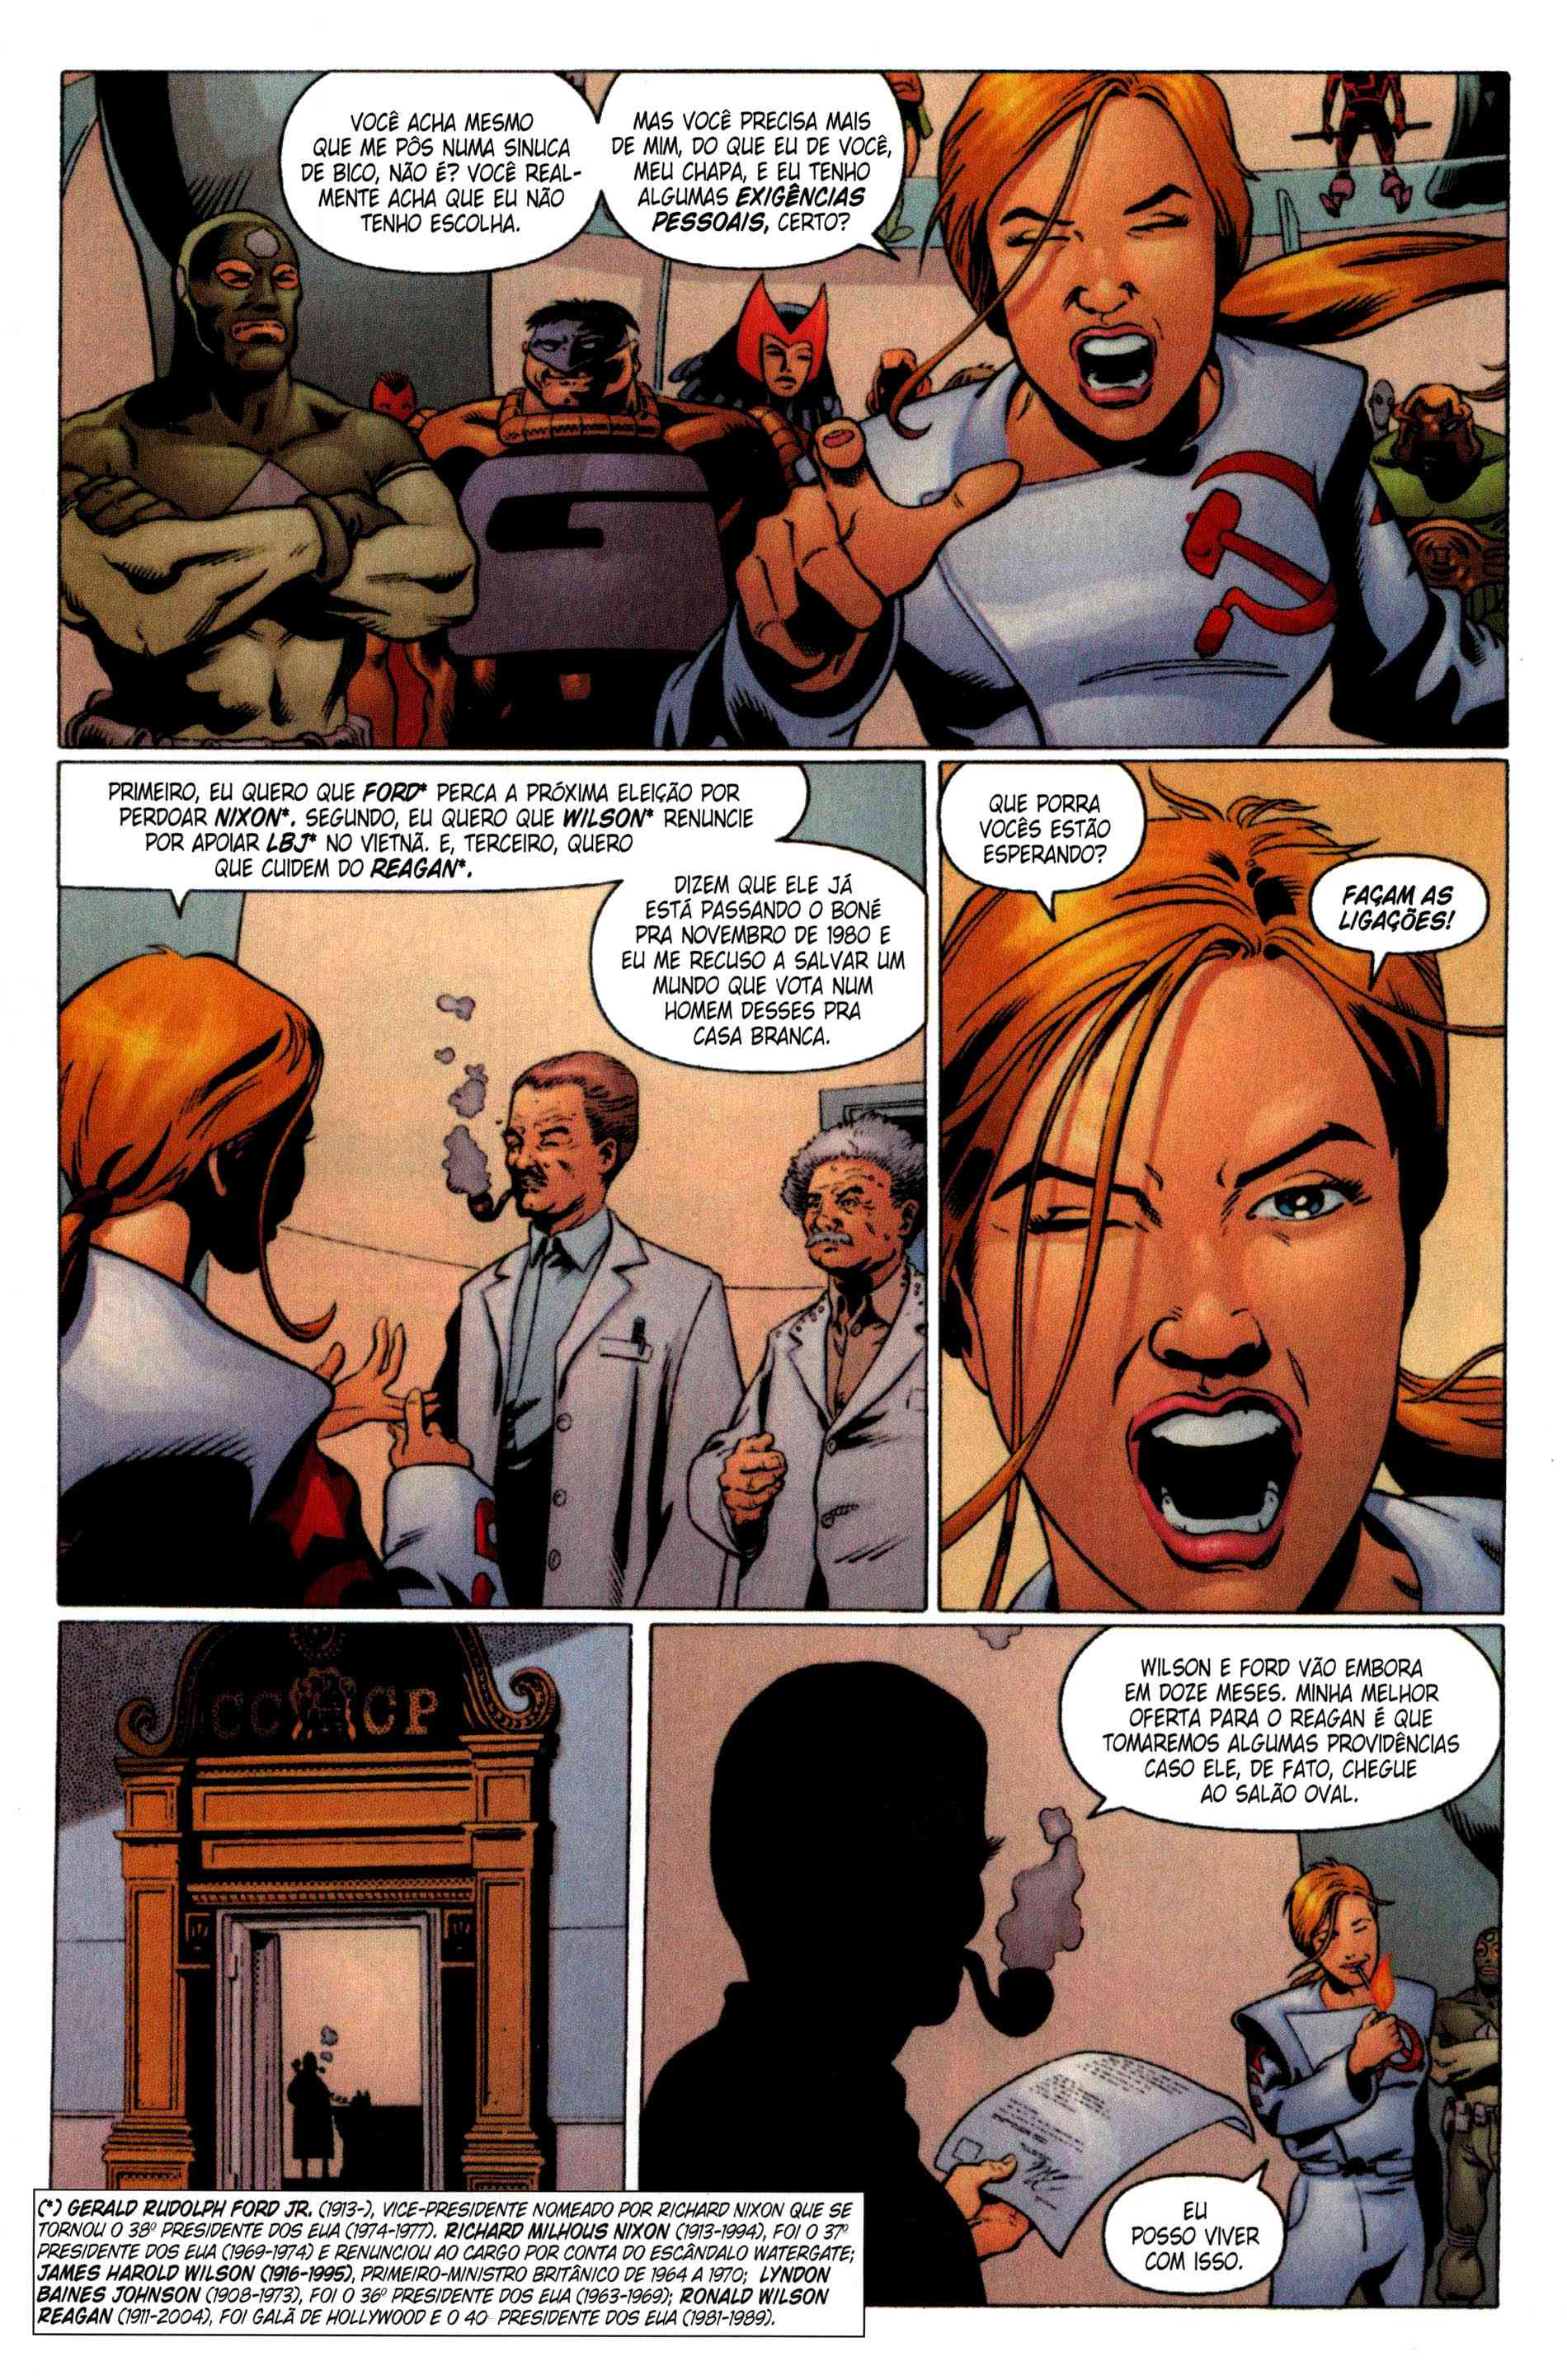 VOCÊ ACHA MESMO
QUE ME PÔS NUMA SINUCA
DE BICO, NÃO É? VOCÊ REAL-
MENTE ACHA QUE EU NÃO
TENHO ESCOLHA.
MAS VOCÊ PRECISA MAIS
DE MIM, DO QUE EU DE VOCÊ,
MEU CHAPA, E EU TENHO
ALGUMAS EXIGÊNCIAS
PESSOAIS, CERTO?
G
PRIMEIRO, EU QUERO QUE FORD* PERCA A PRÓXIMA ELEIÇÃO POR
PERDOAR NIXON*. SEGUNDO, EU QUERO QUE WILSON* RENUNCIE
POR APOIAR LBJ* NO VIETNÃ. E, TERCEIRO, QUERO
QUE CUIDEM DO REAGAN*.
DIZEM QUE ELE JÁ
ESTÁ PASSANDO O BONÉ
PRA NOVEMBRO DE 1980 E
EU ME RECUSO A SALVAR UM
MUNDO QUE VOTA NUM
HOMEM DESSES PRA
CASA BRANCA.
QUE PORRA
VOCÊS ESTÃO
ESPERANDO?
FAÇAM AS
LIGAÇÕES!
CC CP
WILSON E FORD VÃO EMBORA
EM DOZE MESES. MINHA MELHOR
OFERTA PARA O REAGAN É QUE
TOMAREMOS ALGUMAS PROVIDÊNCIAS
CASO ELE, DE FATO, CHEGUE
AO SALÃO OVAL.
EU
POSSO VIVER
COM ISSO.
(*) GERALD RUDOLPH FORD JR. (1913-), VICE-PRESIDENTE NOMEADO POR RICHARD NIXON QUE SE
TORNOU O 38º PRESIDENTE DOS EUA (1974-1977). RICHARD MILHOUS NIXON (1913-1994), FOI O 37º
PRESIDENTE DOS EUA (1969-1974) E RENUNCIOU AO CARGO POR CONTA DO ESCÂNDALO WATERGATE;
JAMES HAROLD WILSON (1916-1995), PRIMEIRO-MINISTRO BRITÂNICO DE 1964 A 1970; LYNDON
BAINES JOHNSON (1908-1973), FOI O 36º PRESIDENTE DOS EUA (1963-1969); RONALD WILSON
REAGAN (1911-2004), FOI GALÃ DE HOLLYWOOD E O 40 PRESIDENTE DOS EUA (1981-1989).